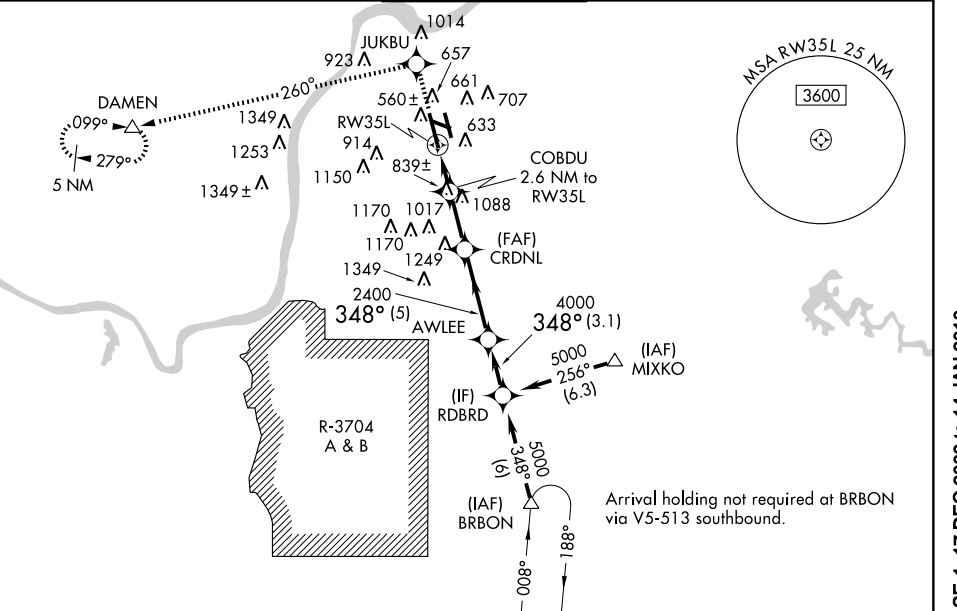 1014
JUKBU
923
657
MSA RW35L 25 NM
260°
661
707
560±
3600
DAMEN
099°
279°
5 NM
1349
RW35L
633
1253
914
839±
COBDU
2.6 NM to
RW35L
1150
1349±
1088
1170
1017
1170
(FAF)
CRDNL
1249
1349
2400
348° (5)
4000
348° (3.1)
AWLEE
5000
256°
(6.3)
(IAF)
MIXKO
(IF)
RDBRD
R-3704
A & B
5000
348°
(6)
(IAF)
BRBON
Arrival holding not required at BRBON
via V5-513 southbound.
008°
188°